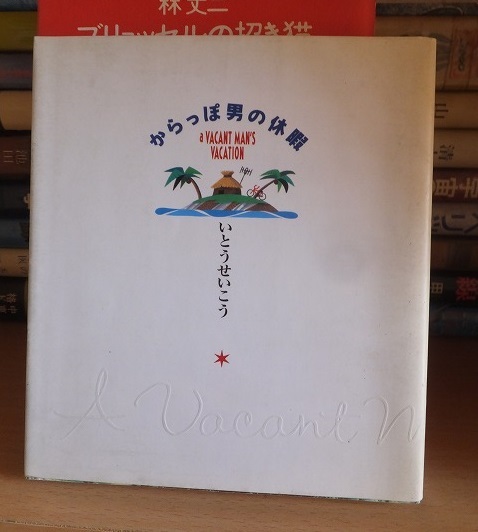 林丈二
ブリュッセルの招き猫
からっぽ男の休暇
a VACANT MAN'S
VACATION
いとうせいこう
A Vacant M